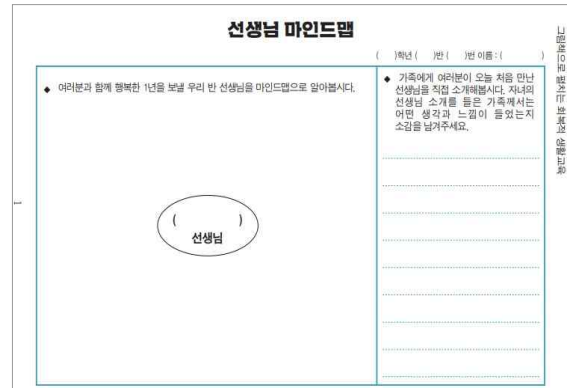 선생님 마인드맵
(   )학년 (   )반 (   )번 이름 : (         )
◆ 여러분과 함께 행복한 1년을 보낼 우리 반 선생님을 마인드맵으로 알아봅시다.
(         )
선생님
◆ 가족에게 여러분이 오늘 처음 만난
선생님을 직접 소개해봅시다. 자녀의
선생님 소개를 들은 가족께서는
어떤 생각과 느낌이 들었는지
소감을 남겨주세요.
그림책으로 펼치는 회복적 생활교육
1